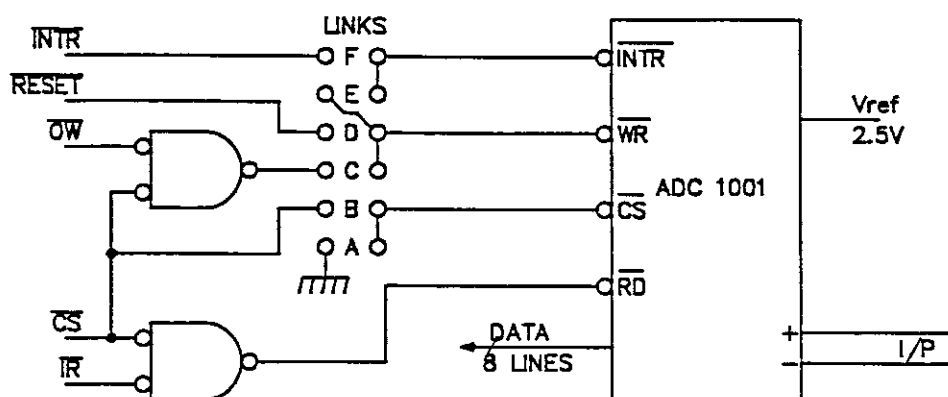 LINKS
INTR
F
INTR
RESET
E
Vref
OW
D
WR
2.5V
C
ADC 1001
B
CS
A
RD
CS
DATA
IR
8 LINES
+
I/P
-